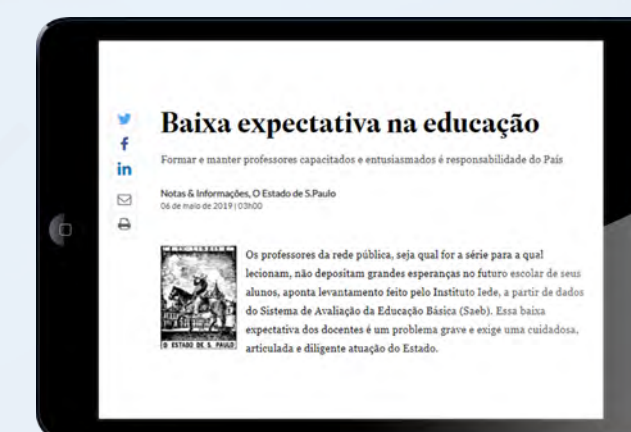 Baixa expectativa na educação
Formar e manter professores capacitados e entusiasmados é responsabilidade do País
Notas & Informações, O Estado de S.Paulo
06 de maio de 2019 | 03h00
Os professores da rede pública, seja qual for a série para a qual
lecionam, não depositam grandes esperanças no futuro escolar de seus
alunos, aponta levantamento feito pelo Instituto Iede, a partir de dados
do Sistema de Avaliação da Educação Básica (Saeb). Essa baixa
expectativa dos docentes é um problema grave e exige uma cuidadosa,
articulada e diligente atuação do Estado.
O ESTADO DE S. PAULO
f
in